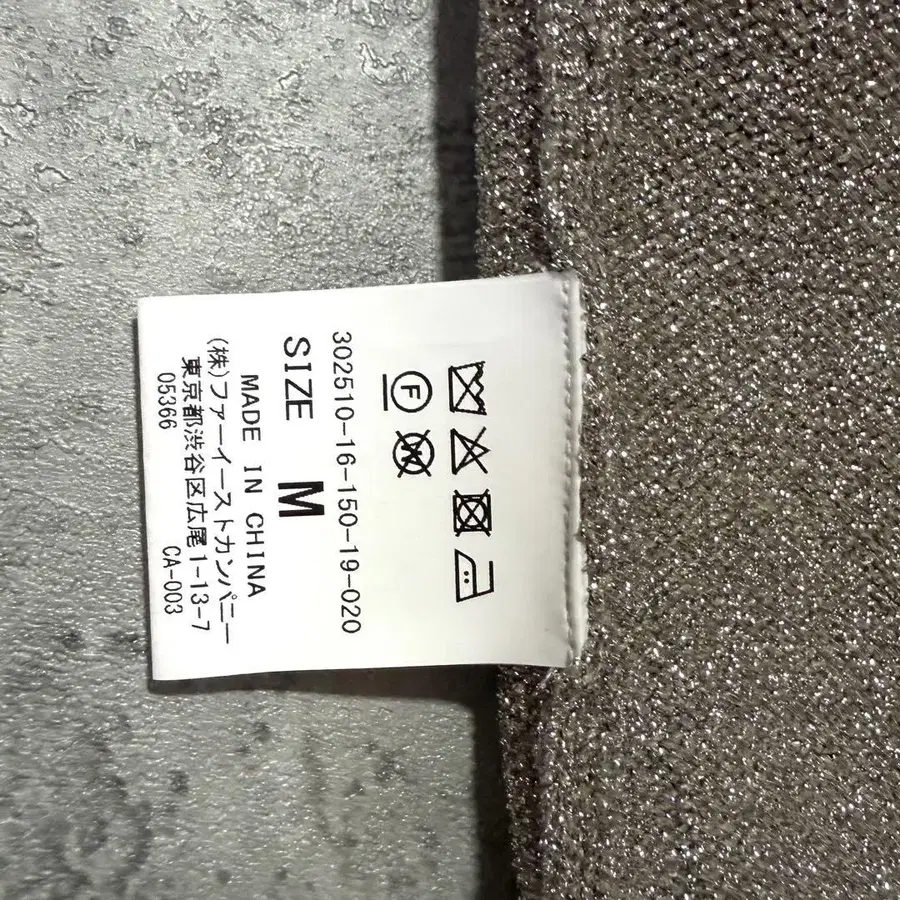 F W
302510-16-150-19-020
SIZE M
MADE IN CHINA
(株)ファーイーストカンパニー
東京都渋谷区広尾1-13-7
05366 CA-003